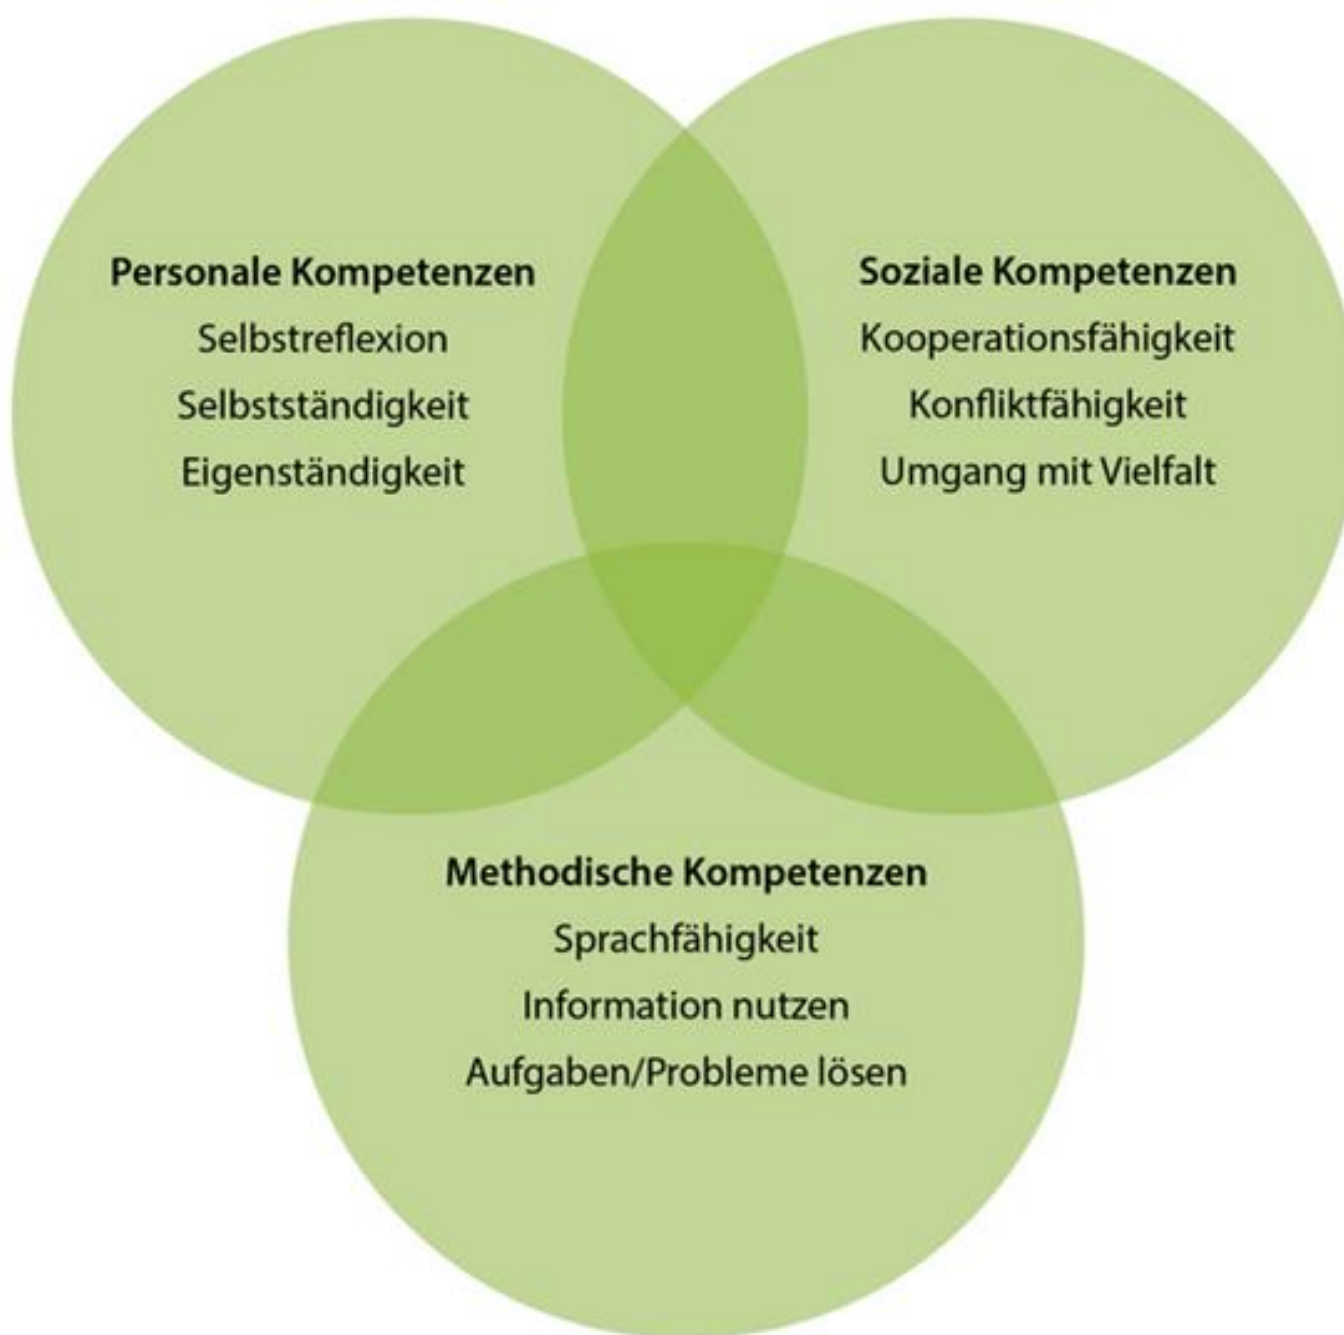 Personale Kompetenzen
Selbstreflexion
Selbstständigkeit
Eigenständigkeit
Soziale Kompetenzen
Kooperationsfähigkeit
Konfliktfähigkeit
Umgang mit Vielfalt
Methodische Kompetenzen
Sprachfähigkeit
Information nutzen
Aufgaben/Probleme lösen